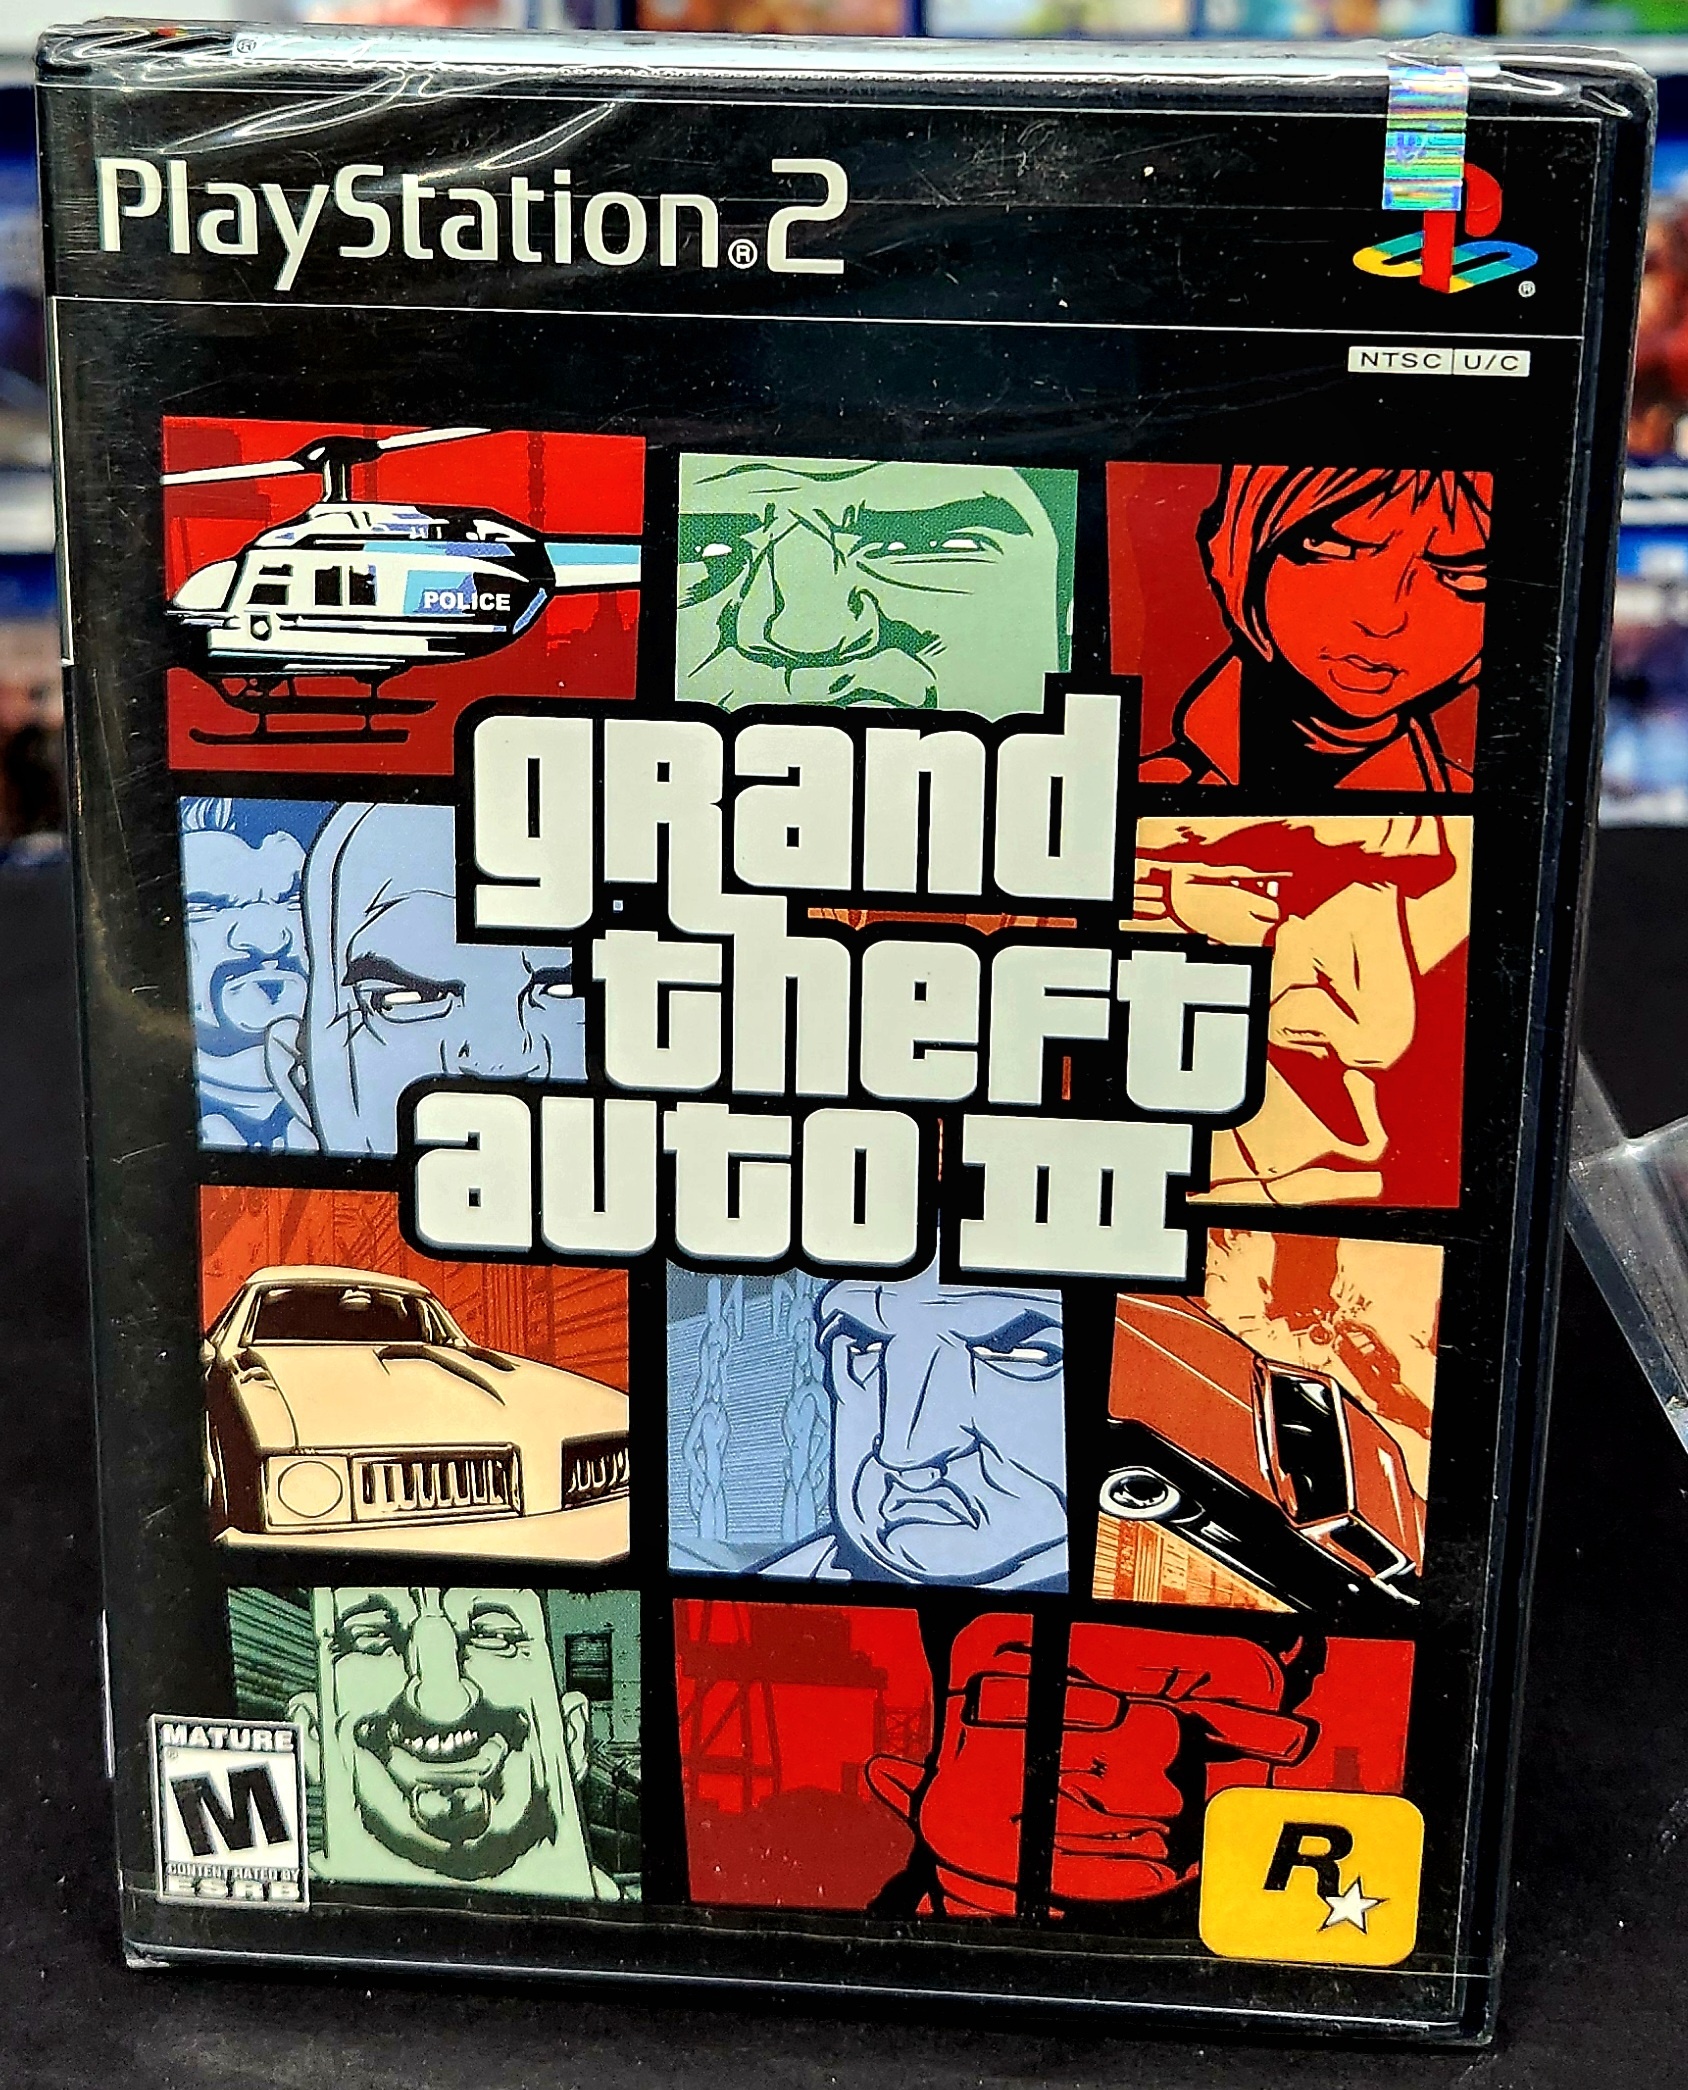 PlayStation®2
®
NTSC U/C
POLICE
grand
theft
auto III
MATURE
M
CONTENT RATED BY
ESRB
R